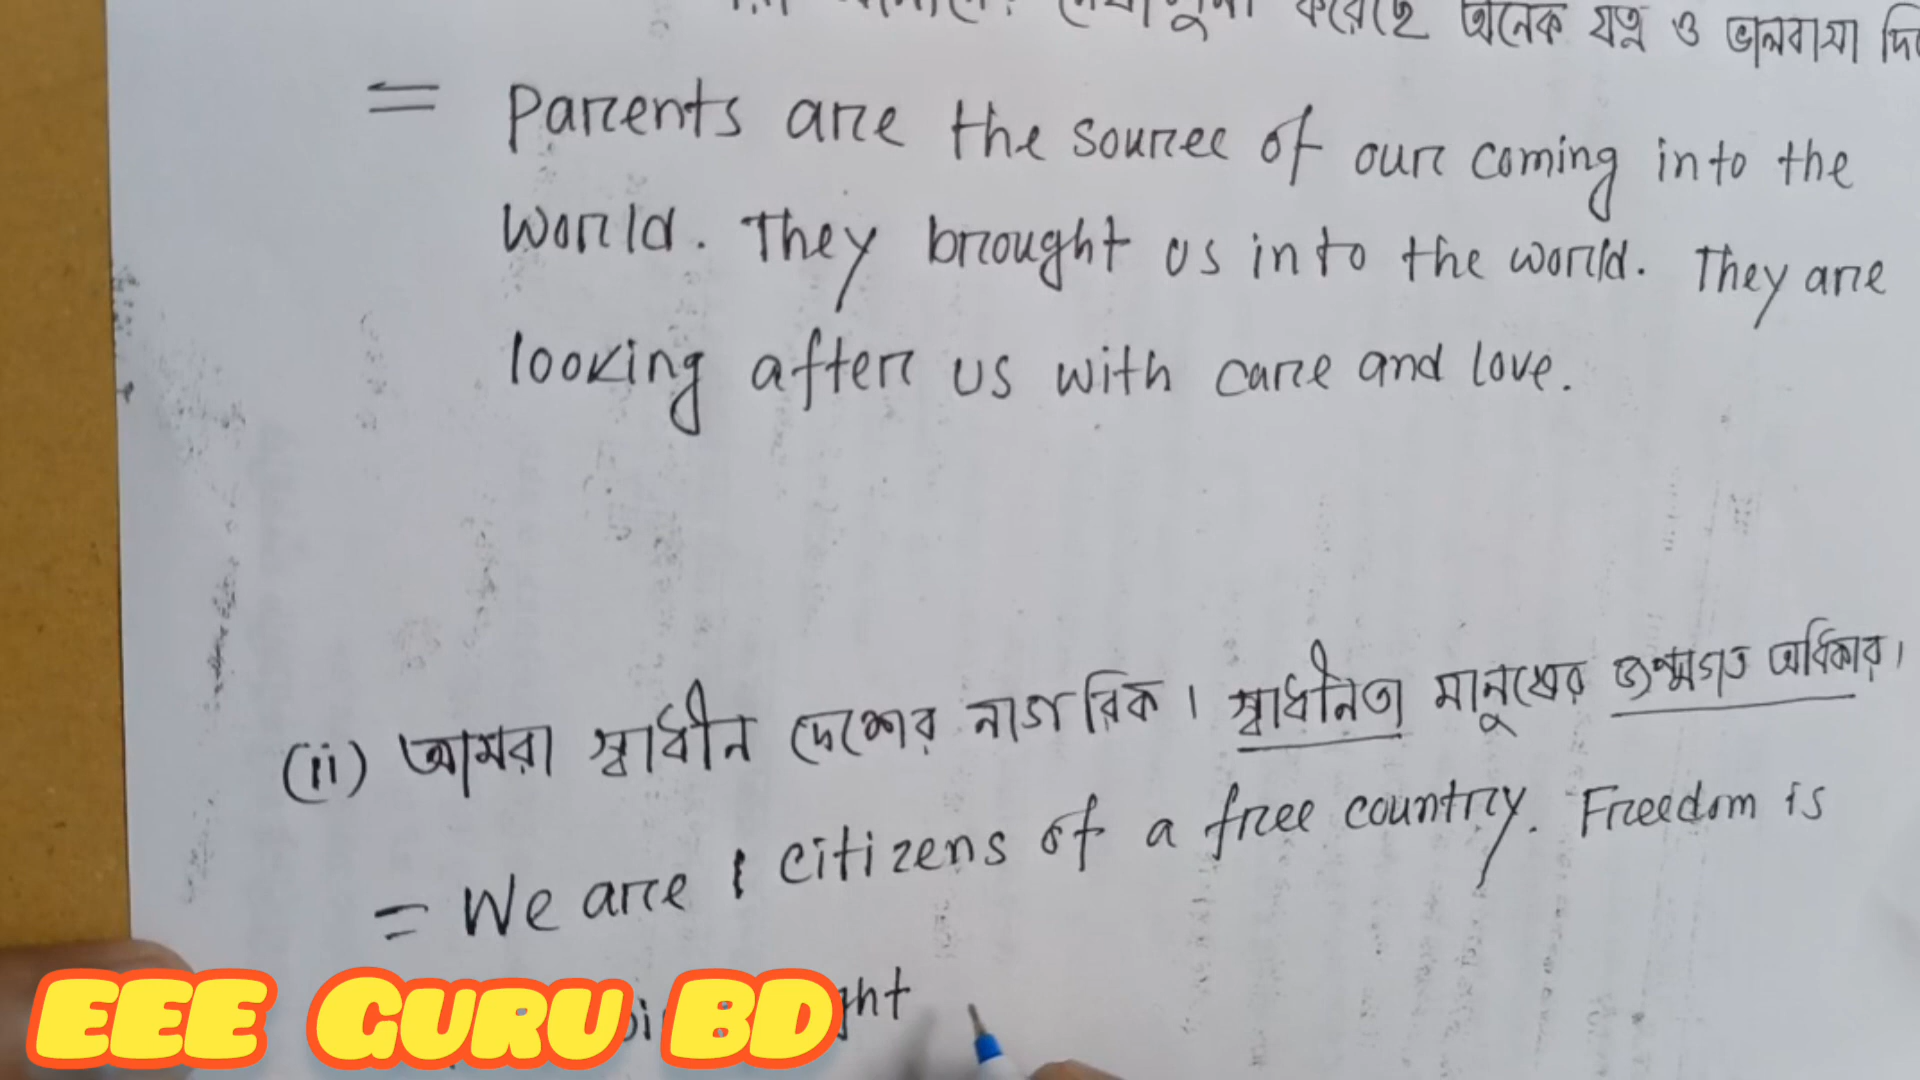 করেছে অনেক যত্ন ও ভালবাসা
= Parents are the source of our coming into the
world. They brought us into the world. They are
looking after us with care and love.
(ii) আমরা স্বাধীন দেশের নাগরিক। স্বাধীনতা মানুষের জন্মগত অধিকার।
= We are citizens of a free country. Freedom is
EEE GURU BD